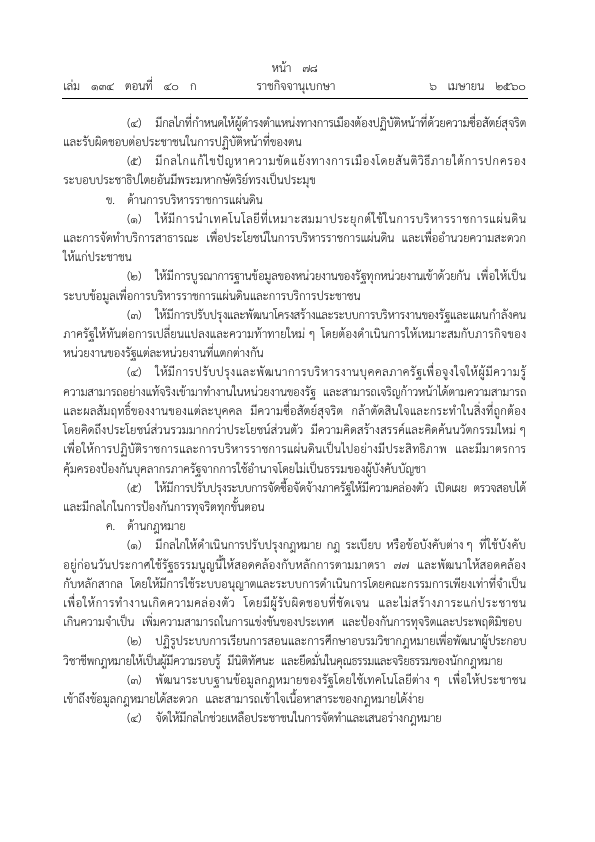 หน้า ๗๘
เล่ม ๑๓๔ ตอนที่ ๔๐ ก ราชกิจจานุเบกษา ๖ เมษายน ๒๕๖๐
(๔) มีกลไกที่กำหนดให้ผู้ดำรงตำแหน่งทางการเมืองต้องปฏิบัติหน้าที่ด้วยความซื่อสัตย์สุจริต
และรับผิดชอบต่อประชาชนในการปฏิบัติหน้าที่ของตน
(๕) มีกลไกแก้ไขปัญหาความขัดแย้งทางการเมืองโดยสันติวิธีภายใต้การปกครอง
ระบอบประชาธิปไตยอันมีพระมหากษัตริย์ทรงเป็นประมุข
ข. ด้านการบริหารราชการแผ่นดิน
(๑) ให้มีการนำเทคโนโลยีที่เหมาะสมมาประยุกต์ใช้ในการบริหารราชการแผ่นดิน
และการจัดทำบริการสาธารณะ เพื่อประโยชน์ในการบริหารราชการแผ่นดิน และเพื่ออำนวยความสะดวก
ให้แก่ประชาชน
(๒) ให้มีการบูรณาการฐานข้อมูลของหน่วยงานของรัฐทุกหน่วยงานเข้าด้วยกัน เพื่อให้เป็น
ระบบข้อมูลเพื่อการบริหารราชการแผ่นดินและการบริการประชาชน
(๓) ให้มีการปรับปรุงและพัฒนาโครงสร้างและระบบการบริหารงานของรัฐและแผนกำลังคน
ภาครัฐให้ทันต่อการเปลี่ยนแปลงและความท้าทายใหม่ ๆ โดยต้องดำเนินการให้เหมาะสมกับภารกิจของ
หน่วยงานของรัฐแต่ละหน่วยงานที่แตกต่างกัน
(๔) ให้มีการปรับปรุงและพัฒนาการบริหารงานบุคคลภาครัฐเพื่อจูงใจให้ผู้มีความรู้
ความสามารถอย่างแท้จริงเข้ามาทำงานในหน่วยงานของรัฐ และสามารถเจริญก้าวหน้าได้ตามความสามารถ
และผลสัมฤทธิ์ของงานของแต่ละบุคคล มีความซื่อสัตย์สุจริต กล้าตัดสินใจและกระทำในสิ่งที่ถูกต้อง
โดยคิดถึงประโยชน์ส่วนรวมมากกว่าประโยชน์ส่วนตัว มีความคิดสร้างสรรค์และคิดค้นนวัตกรรมใหม่ ๆ
เพื่อให้การปฏิบัติราชการและการบริหารราชการแผ่นดินเป็นไปอย่างมีประสิทธิภาพ และมีมาตรการ
คุ้มครองป้องกันบุคลากรภาครัฐจากการใช้อำนาจโดยไม่เป็นธรรมของผู้บังคับบัญชา
(๕) ให้มีการปรับปรุงระบบการจัดซื้อจัดจ้างภาครัฐให้มีความคล่องตัว เปิดเผย ตรวจสอบได้
และมีกลไกในการป้องกันการทุจริตทุกขั้นตอน
ค. ด้านกฎหมาย
(๑) มีกลไกให้ดำเนินการปรับปรุงกฎหมาย กฎ ระเบียบ หรือข้อบังคับต่าง ๆ ที่ใช้บังคับ
อยู่ก่อนวันประกาศใช้รัฐธรรมนูญนี้ให้สอดคล้องกับหลักการตามมาตรา ๗๗ และพัฒนาให้สอดคล้อง
กับหลักสากล โดยให้มีการใช้ระบบอนุญาตและระบบการดำเนินการโดยคณะกรรมการเพียงเท่าที่จำเป็น
เพื่อให้การทำงานเกิดความคล่องตัว โดยมีผู้รับผิดชอบที่ชัดเจน และไม่สร้างภาระแก่ประชาชน
เกินความจำเป็น เพิ่มความสามารถในการแข่งขันของประเทศ และป้องกันการทุจริตและประพฤติมิชอบ
(๒) ปฏิรูประบบการเรียนการสอนและการศึกษาอบรมวิชากฎหมายเพื่อพัฒนาผู้ประกอบ
วิชาชีพกฎหมายให้เป็นผู้มีความรอบรู้ มีนิติทัศนะ และยึดมั่นในคุณธรรมและจริยธรรมของนักกฎหมาย
(๓) พัฒนาระบบฐานข้อมูลกฎหมายของรัฐโดยใช้เทคโนโลยีต่าง ๆ เพื่อให้ประชาชน
เข้าถึงข้อมูลกฎหมายได้สะดวก และสามารถเข้าใจเนื้อหาสาระของกฎหมายได้ง่าย
(๔) จัดให้มีกลไกช่วยเหลือประชาชนในการจัดทำและเสนอร่างกฎหมาย